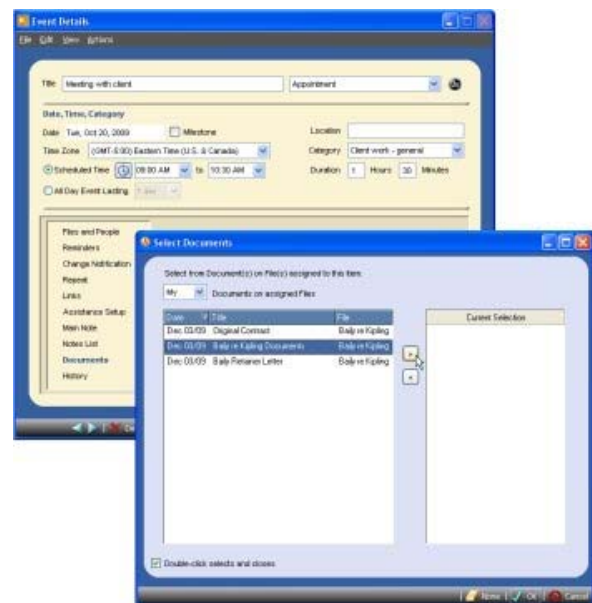 Event Details
File Edit View Actions
Title Meeting with client Appointment
Date, Time, Category
Date Tue, Oct 20, 2009 Milestone Location
Time Zone (GMT-5:00) Eastern Time (U.S. & Canada) Category Client work - general
Scheduled Time 09:00 AM to 10:30 AM Duration 1 Hours 30 Minutes
All Day Event Lasting 1 day
Files and People
Reminders
Change Notification
Repeat
Links
Assistance Setup
Main Note
Notes List
Documents
History
Select Documents
Select from Document(s) on File(s) assigned to this item.
My Documents on assigned Files
Date Title File
Dec 03/09 Original Contract Baily re Kipling
Dec 03/09 Baily re Kipling Documents Baily re Kipling
Dec 03/09 Baily Retainer Letter Baily re Kipling
Current Selection
Double-click selects and closes
None OK Cancel